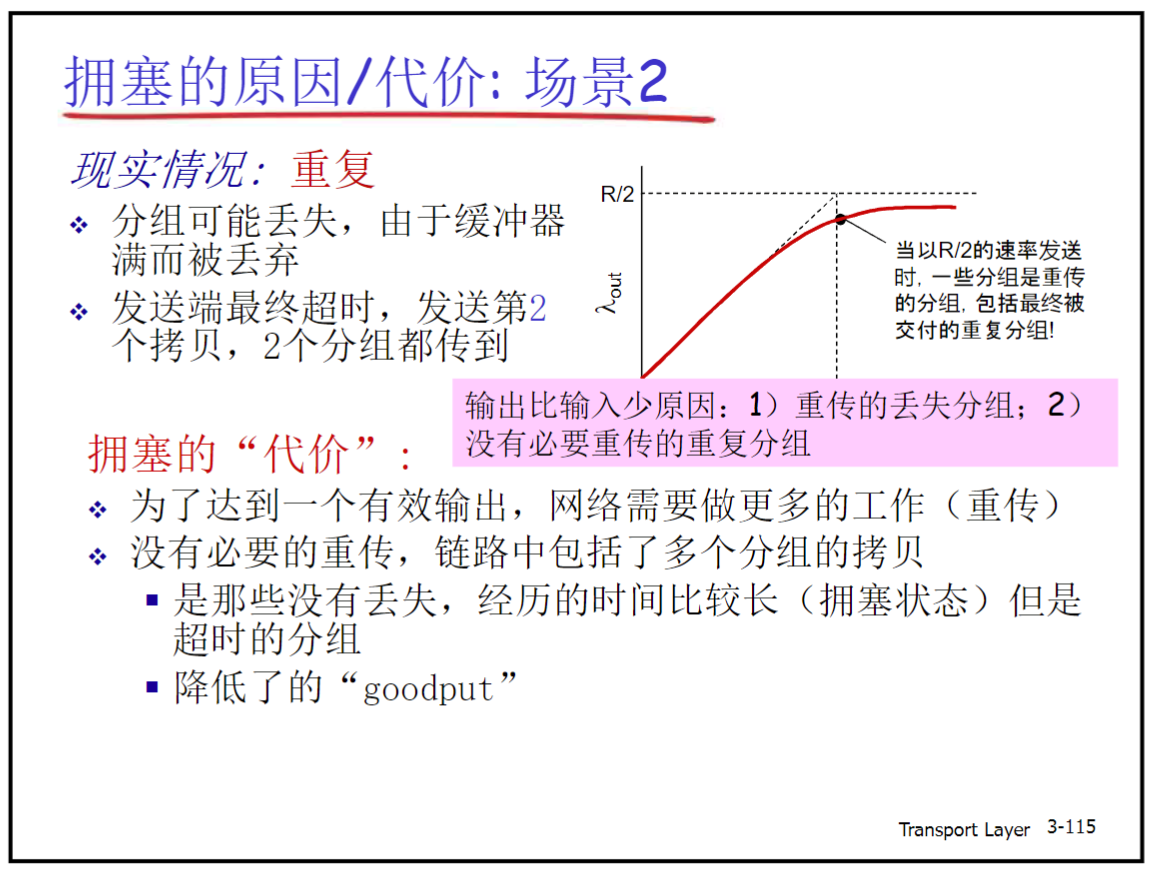 拥塞的原因/代价: 场景2
现实情况: 重复
分组可能丢失，由于缓冲器
满而被丢弃
发送端最终超时，发送第2
个拷贝，2个分组都传到
R/2
λout
当以R/2的速率发送
时, 一些分组是重传
的分组, 包括最终被
交付的重复分组!
输出比输入少原因：1）重传的丢失分组；2）
没有必要重传的重复分组
拥塞的“代价”:
为了达到一个有效输出，网络需要做更多的工作（重传）
没有必要的重传，链路中包括了多个分组的拷贝
是那些没有丢失，经历的时间比较长（拥塞状态）但是
超时的分组
降低了的“goodput”
Transport Layer 3-115